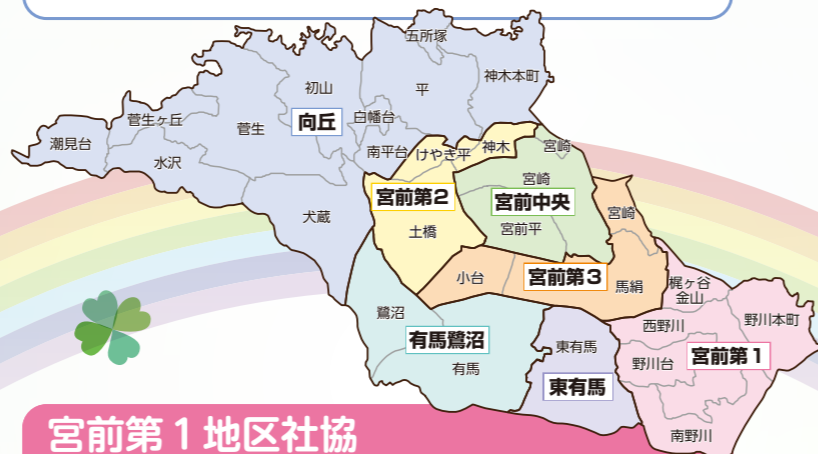 五所塚
神木本町
平
初山
白幡台
向丘
菅生ヶ丘
菅生
潮見台
水沢
南平台
けやき平
神木
宮崎
宮前第2
宮崎
宮前中央
宮前平
犬蔵
土橋
宮崎
小台
宮前第3
馬絹
梶ヶ谷
金山
鷺沼
有馬鷺沼
有馬
東有馬
東有馬
西野川
野川本町
野川台
宮前第1
南野川
宮前第1地区社協